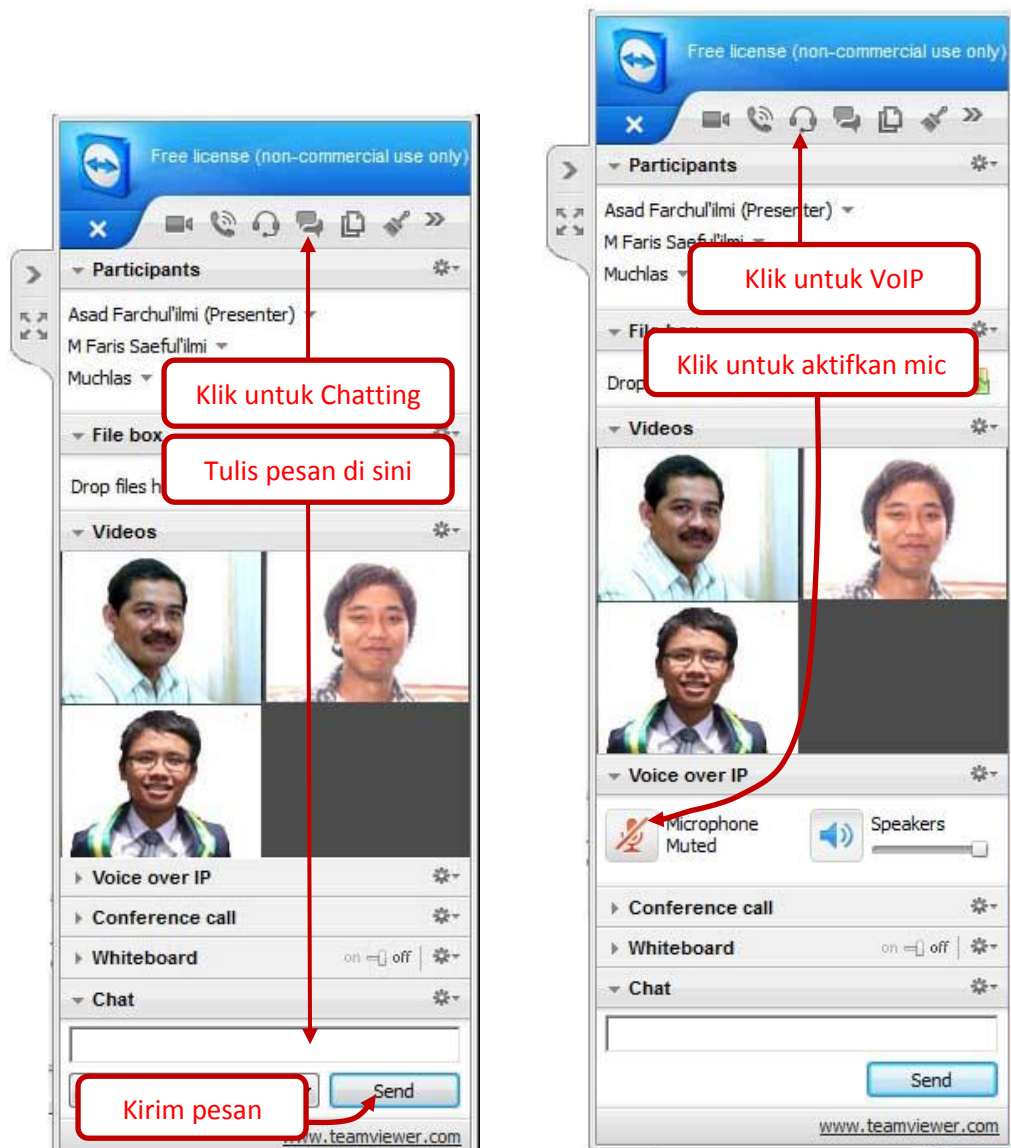 Free license (non-commercial use only)
Participants
Asad Farchul'ilmi (Presenter)
M Faris Saeful'ilmi
Muchlas
Klik untuk Chatting
File box
Tulis pesan di sini
Drop files h
Videos
Voice over IP
Conference call
Whiteboard on off
Chat
Send
Kirim pesan
www.teamviewer.com
Free license (non-commercial use only)
Participants
Asad Farchul'ilmi (Presenter)
M Faris Saeful'ilmi
Muchlas
Klik untuk VoIP
Klik untuk aktifkan mic
Drop
Videos
Voice over IP
Microphone Speakers
Muted
Conference call
Whiteboard on off
Chat
Send
www.teamviewer.com